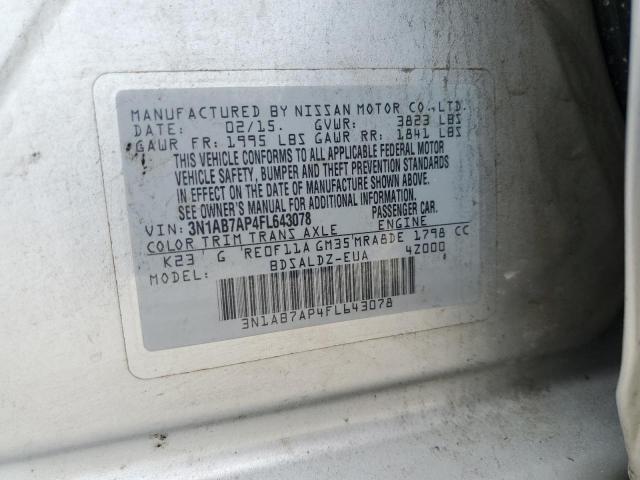 MANUFACTURED BY NISSAN MOTOR CO.,LTD.
DATE: 02/15. GVWR: 3823 LBS
GAWR FR: 1995 LBS GAWR RR: 1841 LBS
THIS VEHICLE CONFORMS TO ALL APPLICABLE FEDERAL MOTOR
VEHICLE SAFETY, BUMPER AND THEFT PREVENTION STANDARDS
IN EFFECT ON THE DATE OF MANUFACTURE SHOWN ABOVE.
SEE OWNER'S MANUAL FOR ADDITIONAL INFORMATION.
VIN: 3N1AB7AP4FL643078 PASSENGER CAR.
COLOR TRIM TRANS AXLE ENGINE
K23 G RE0F11A GM35 MRA8DE 1798 CC
MODEL: BDSALDZ-EUA 4Z000
3N1AB7AP4FL643078